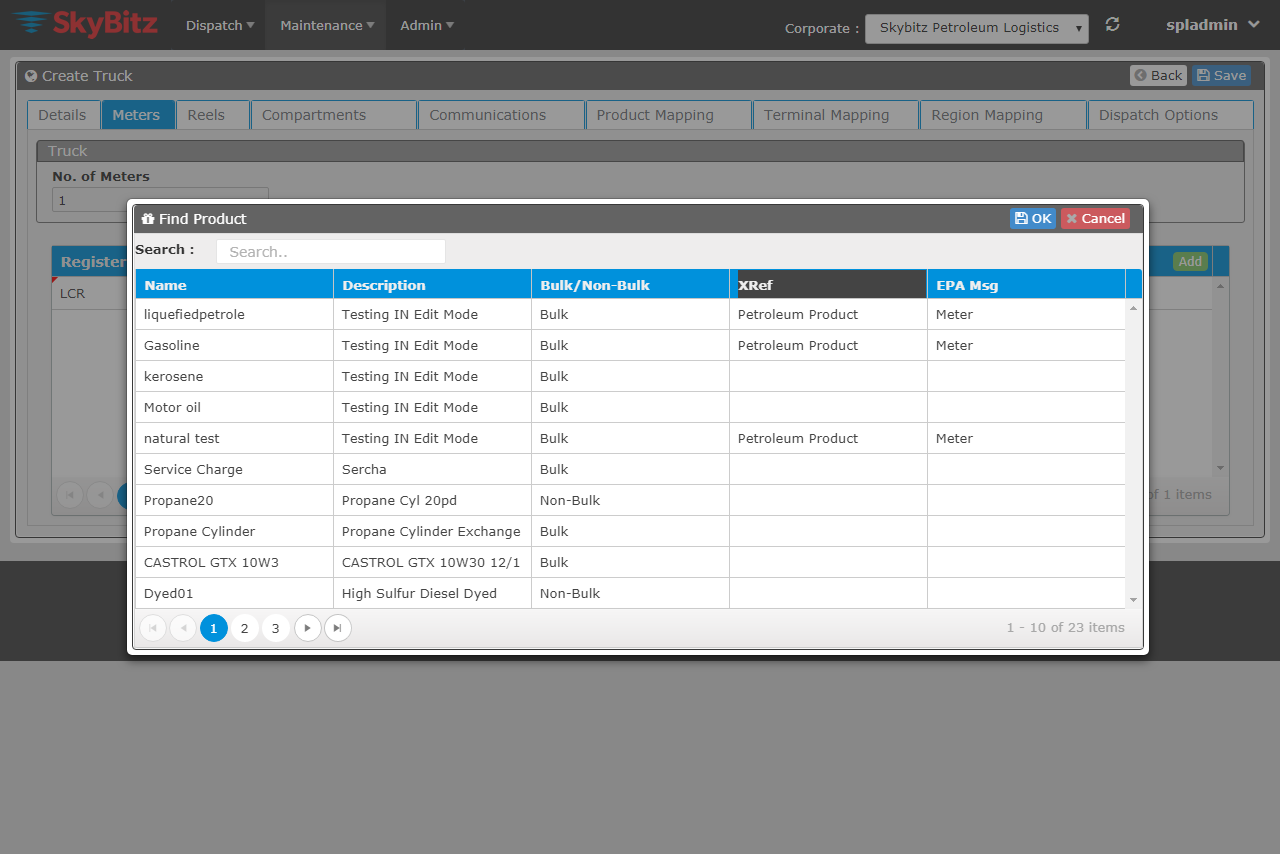 SkyBitz Dispatch Maintenance Admin Corporate : Skybitz Petroleum Logistics spladmin
Create Truck Back Save
Details Meters Reels Compartments Communications Product Mapping Terminal Mapping Region Mapping Dispatch Options
Truck
No. of Meters
1
Find Product OK Cancel
Search : Search..
Register Add
LCR
Name Description Bulk/Non-Bulk XRef EPA Msg
liquefiedpetrole Testing IN Edit Mode Bulk Petroleum Product Meter
Gasoline Testing IN Edit Mode Bulk Petroleum Product Meter
kerosene Testing IN Edit Mode Bulk
Motor oil Testing IN Edit Mode Bulk
natural test Testing IN Edit Mode Bulk Petroleum Product Meter
Service Charge Sercha Bulk
Propane20 Propane Cyl 20pd Non-Bulk
Propane Cylinder Propane Cylinder Exchange Bulk
CASTROL GTX 10W3 CASTROL GTX 10W30 12/1 Bulk
Dyed01 High Sulfur Diesel Dyed Non-Bulk
of 1 items
1 2 3 1 - 10 of 23 items